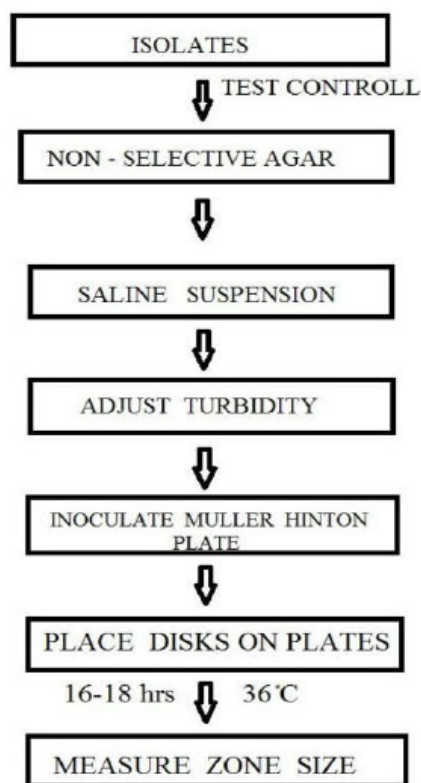 ISOLATES
TEST CONTROLL
NON - SELECTIVE AGAR
SALINE SUSPENSION
ADJUST TURBIDITY
INOCULATE MULLER HINTON
PLATE
PLACE DISKS ON PLATES
16-18 hrs 36℃
MEASURE ZONE SIZE